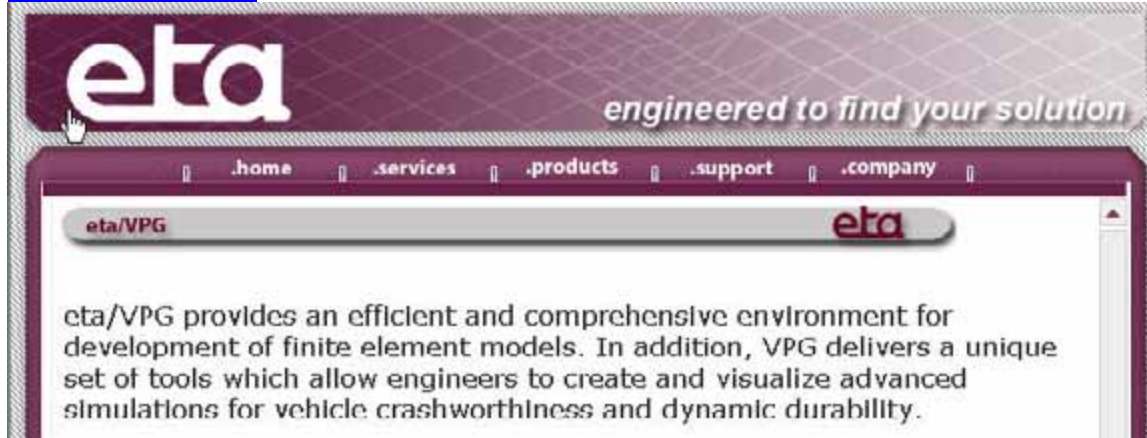 eta
engineered to find your solution
.home .services .products .support .company
eta/VPG eta
eta/VPG provides an efficient and comprehensive environment for
development of finite element models. In addition, VPG delivers a unique
set of tools which allow engineers to create and visualize advanced
simulations for vehicle crashworthiness and dynamic durability.